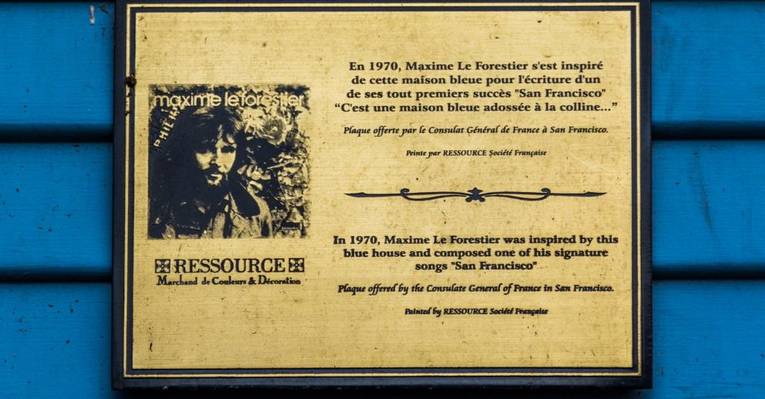 maxime leforestier
En 1970, Maxime Le Forestier s'est inspiré
de cette maison bleue pour l'écriture d'un
de ses tout premiers succès "San Francisco"
“C'est une maison bleue adossée à la colline...”
Plaque offerte par le Consulat Général de France à San Francisco.
Peinte par RESSOURCE Société Française
RESSOURCE
Marchand de Couleurs & Décoration
In 1970, Maxime Le Forestier was inspired by this
blue house and composed one of his signature
songs "San Francisco"
Plaque offered by the Consulate General of France in San Francisco.
Painted by RESSOURCE Société Française